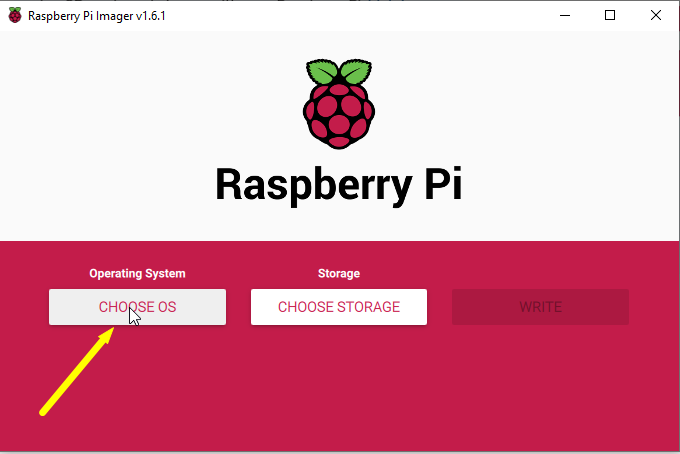 Raspberry Pi Imager v1.6.1
Raspberry Pi
Operating System
Storage
CHOOSE OS
CHOOSE STORAGE
WRITE